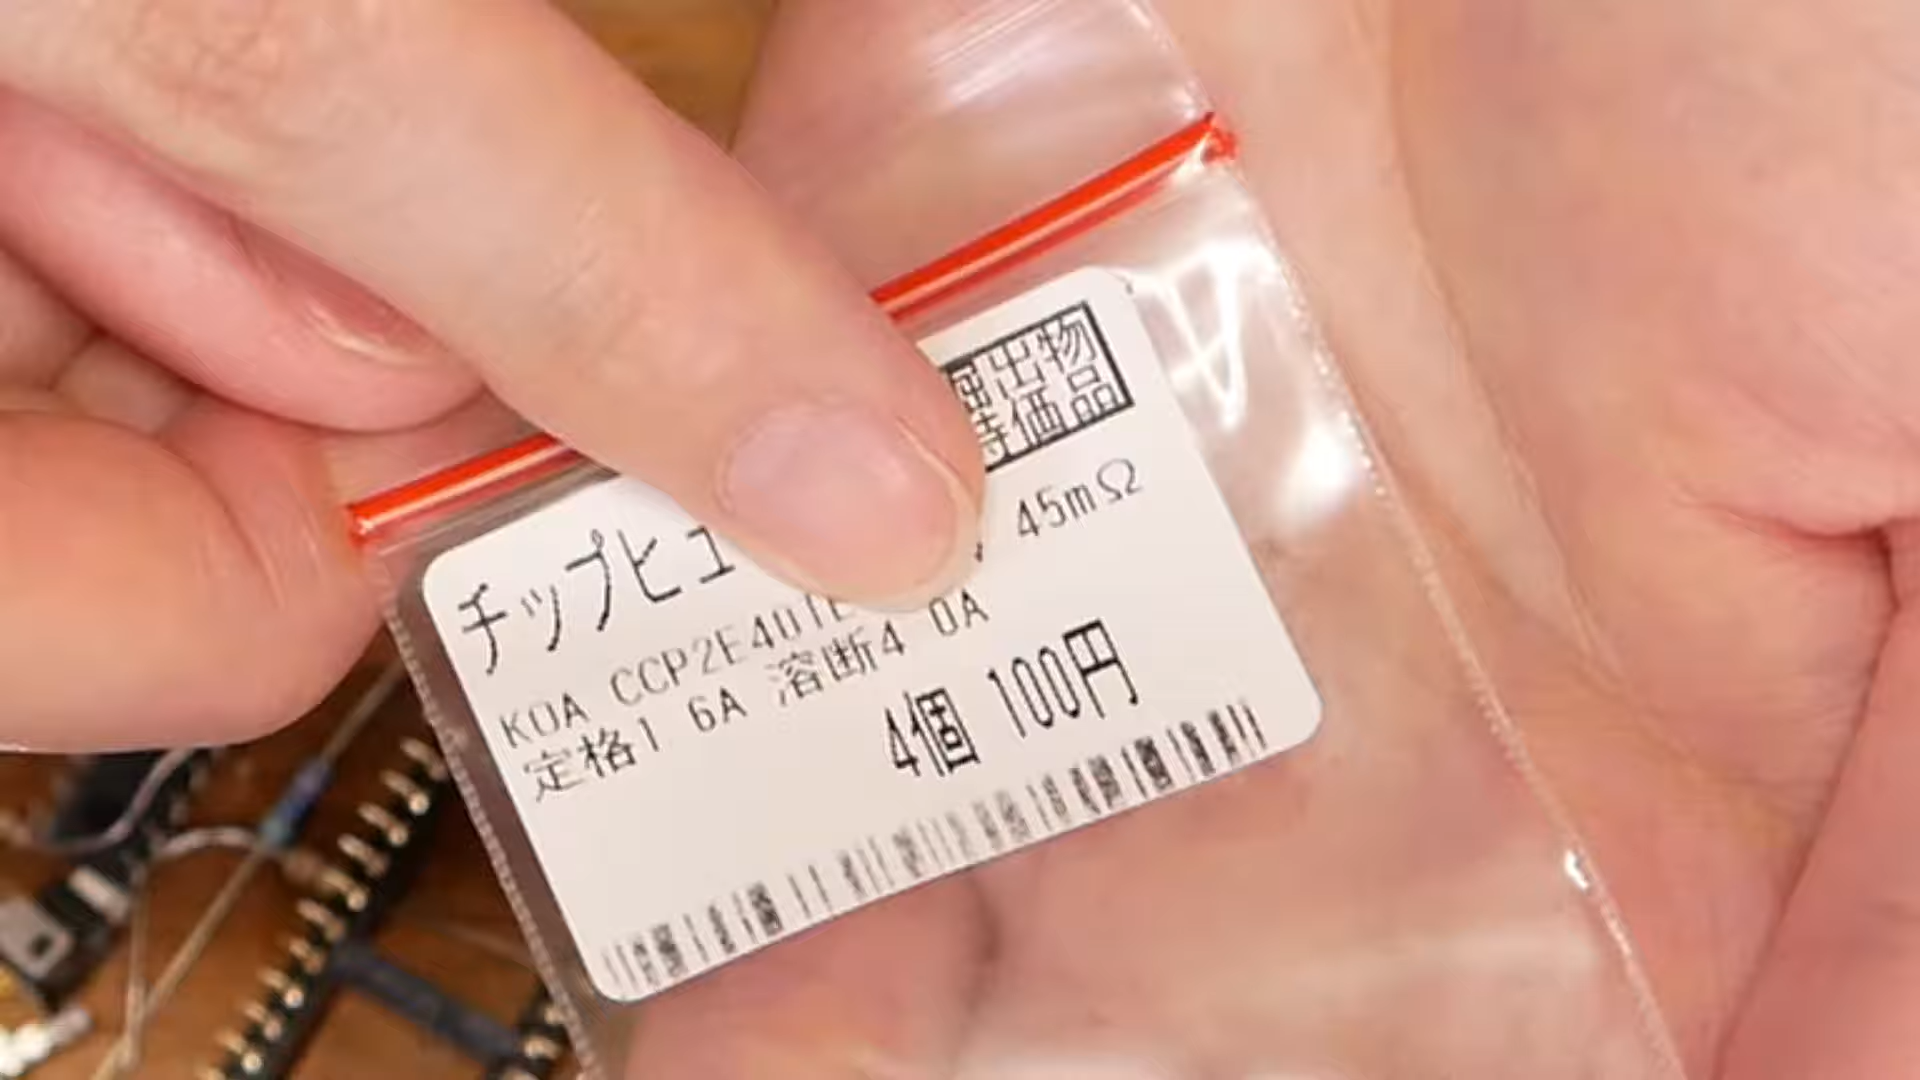 掘出物
特価品
チップヒュ 45mΩ
KOA CCP2E40TE
定格1 6A 溶断4 0A
4個 100円